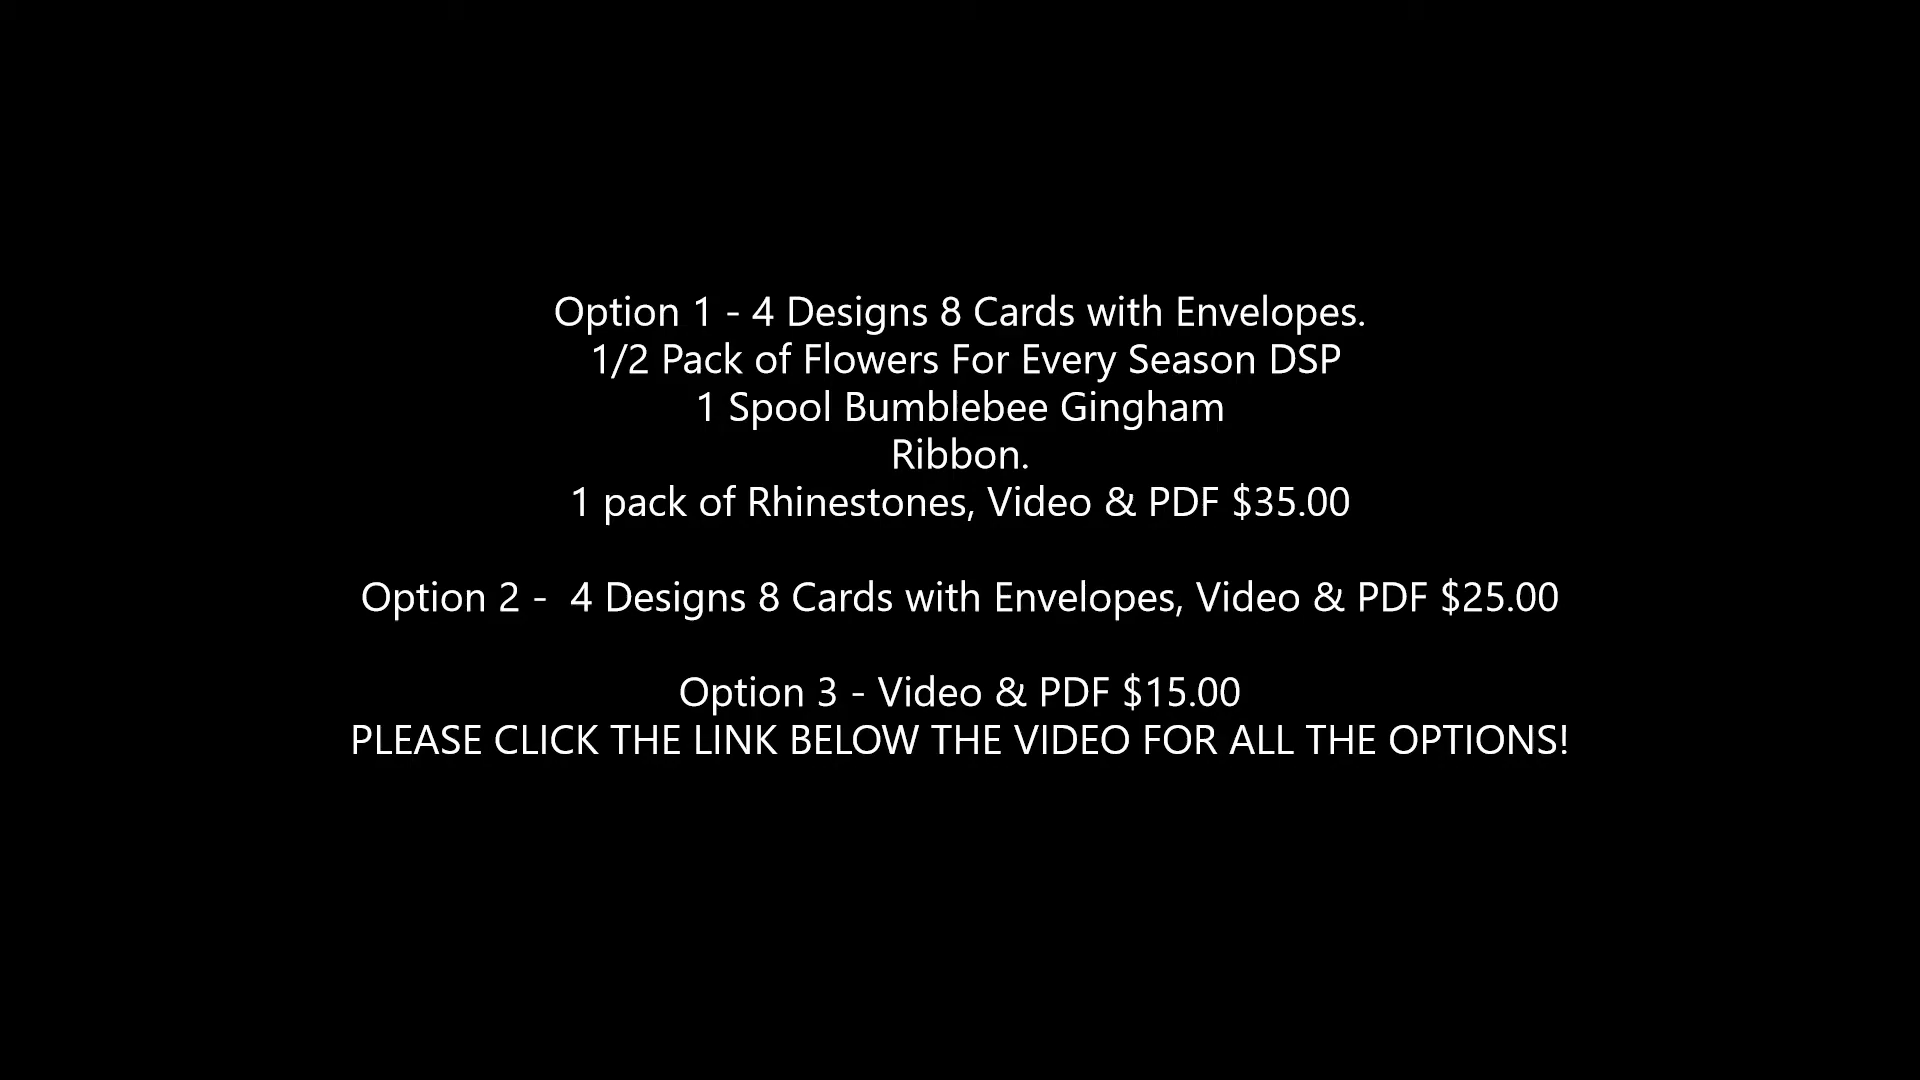 Option 1 - 4 Designs 8 Cards with Envelopes.
1/2 Pack of Flowers For Every Season DSP
1 Spool Bumblebee Gingham
Ribbon.
1 pack of Rhinestones, Video & PDF $35.00
Option 2 -  4 Designs 8 Cards with Envelopes, Video & PDF $25.00
Option 3 - Video & PDF $15.00
PLEASE CLICK THE LINK BELOW THE VIDEO FOR ALL THE OPTIONS!